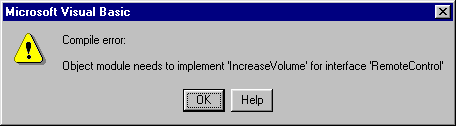 Microsoft Visual Basic
Compile error:
Object module needs to implement 'IncreaseVolume' for interface 'RemoteControl'
OK
Help